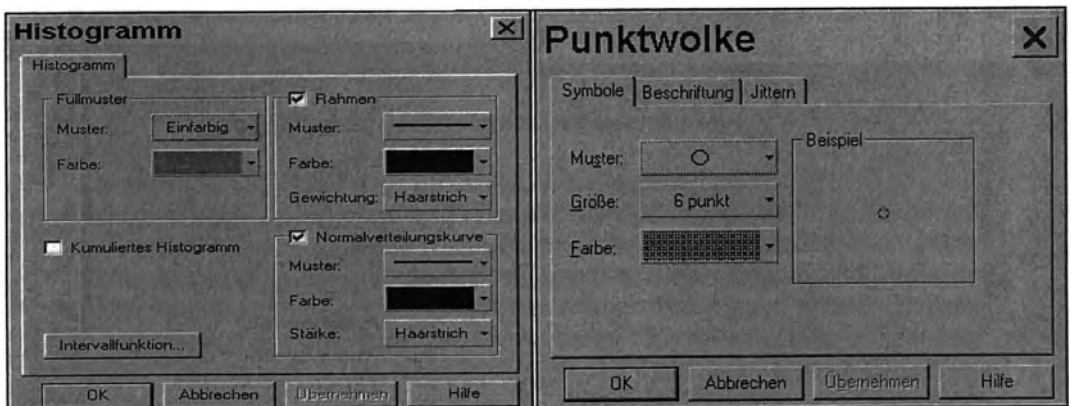 Histogramm
Histogramm
Füllmuster
Muster: Einfarbig
Farbe:
Rahmen
Muster:
Farbe:
Gewichtung: Haarstrich
Kumuliertes Histogramm
Normalverteilungskurve
Muster:
Farbe:
Stärke: Haarstrich
Intervallfunktion...
OK Abbrechen Übernehmen Hilfe
Punktwolke
Symbole Beschriftung Jittern
Muster:
Größe: 6 punkt
Farbe:
Beispiel
OK Abbrechen Übernehmen Hilfe